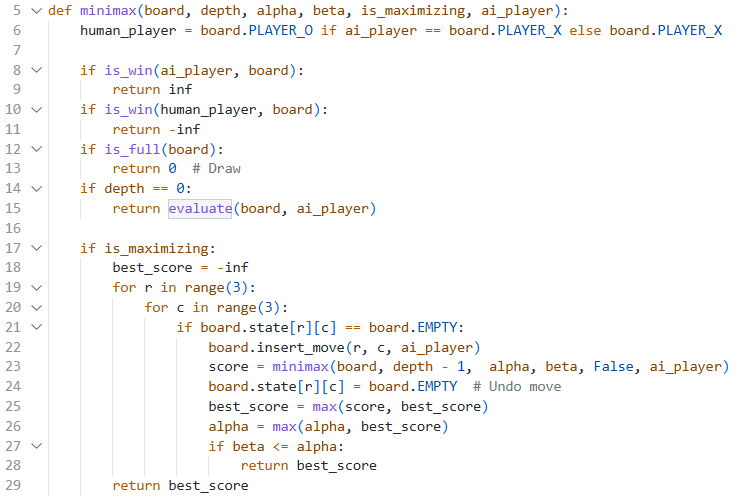 5 def minimax(board, depth, alpha, beta, is_maximizing, ai_player):
6     human_player = board.PLAYER_O if ai_player == board.PLAYER_X else board.PLAYER_X
7
8     if is_win(ai_player, board):
9         return inf
10     if is_win(human_player, board):
11         return -inf
12     if is_full(board):
13         return 0  # Draw
14     if depth == 0:
15         return evaluate(board, ai_player)
16
17     if is_maximizing:
18         best_score = -inf
19         for r in range(3):
20             for c in range(3):
21                 if board.state[r][c] == board.EMPTY:
22                     board.insert_move(r, c, ai_player)
23                     score = minimax(board, depth - 1,  alpha, beta, False, ai_player)
24                     board.state[r][c] = board.EMPTY  # Undo move
25                     best_score = max(score, best_score)
26                     alpha = max(alpha, best_score)
27                     if beta <= alpha:
28                         return best_score
29         return best_score